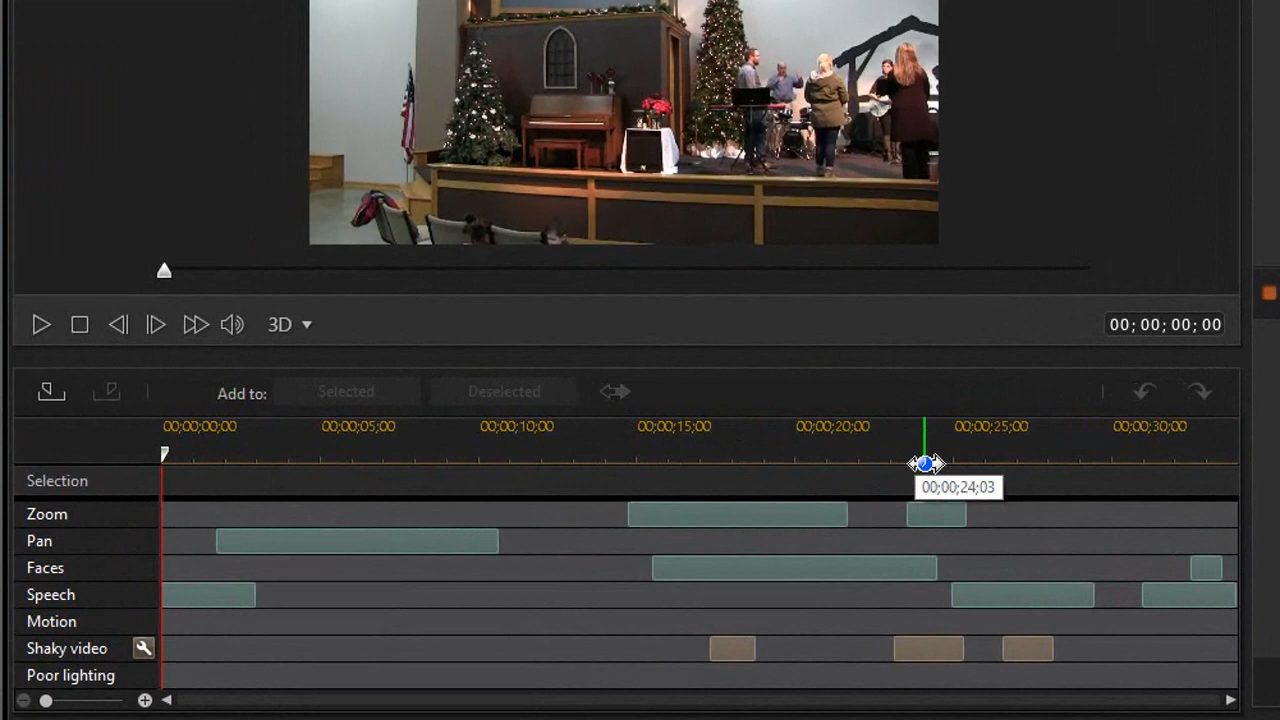 3D
00; 00; 00; 00
Add to: Selected Deselected
00;00;00;00 00;00;05;00 00;00;10;00 00;00;15;00 00;00;20;00 00;00;25;00 00;00;30;00
Selection
00;00;24;03
Zoom
Pan
Faces
Speech
Motion
Shaky video
Poor lighting